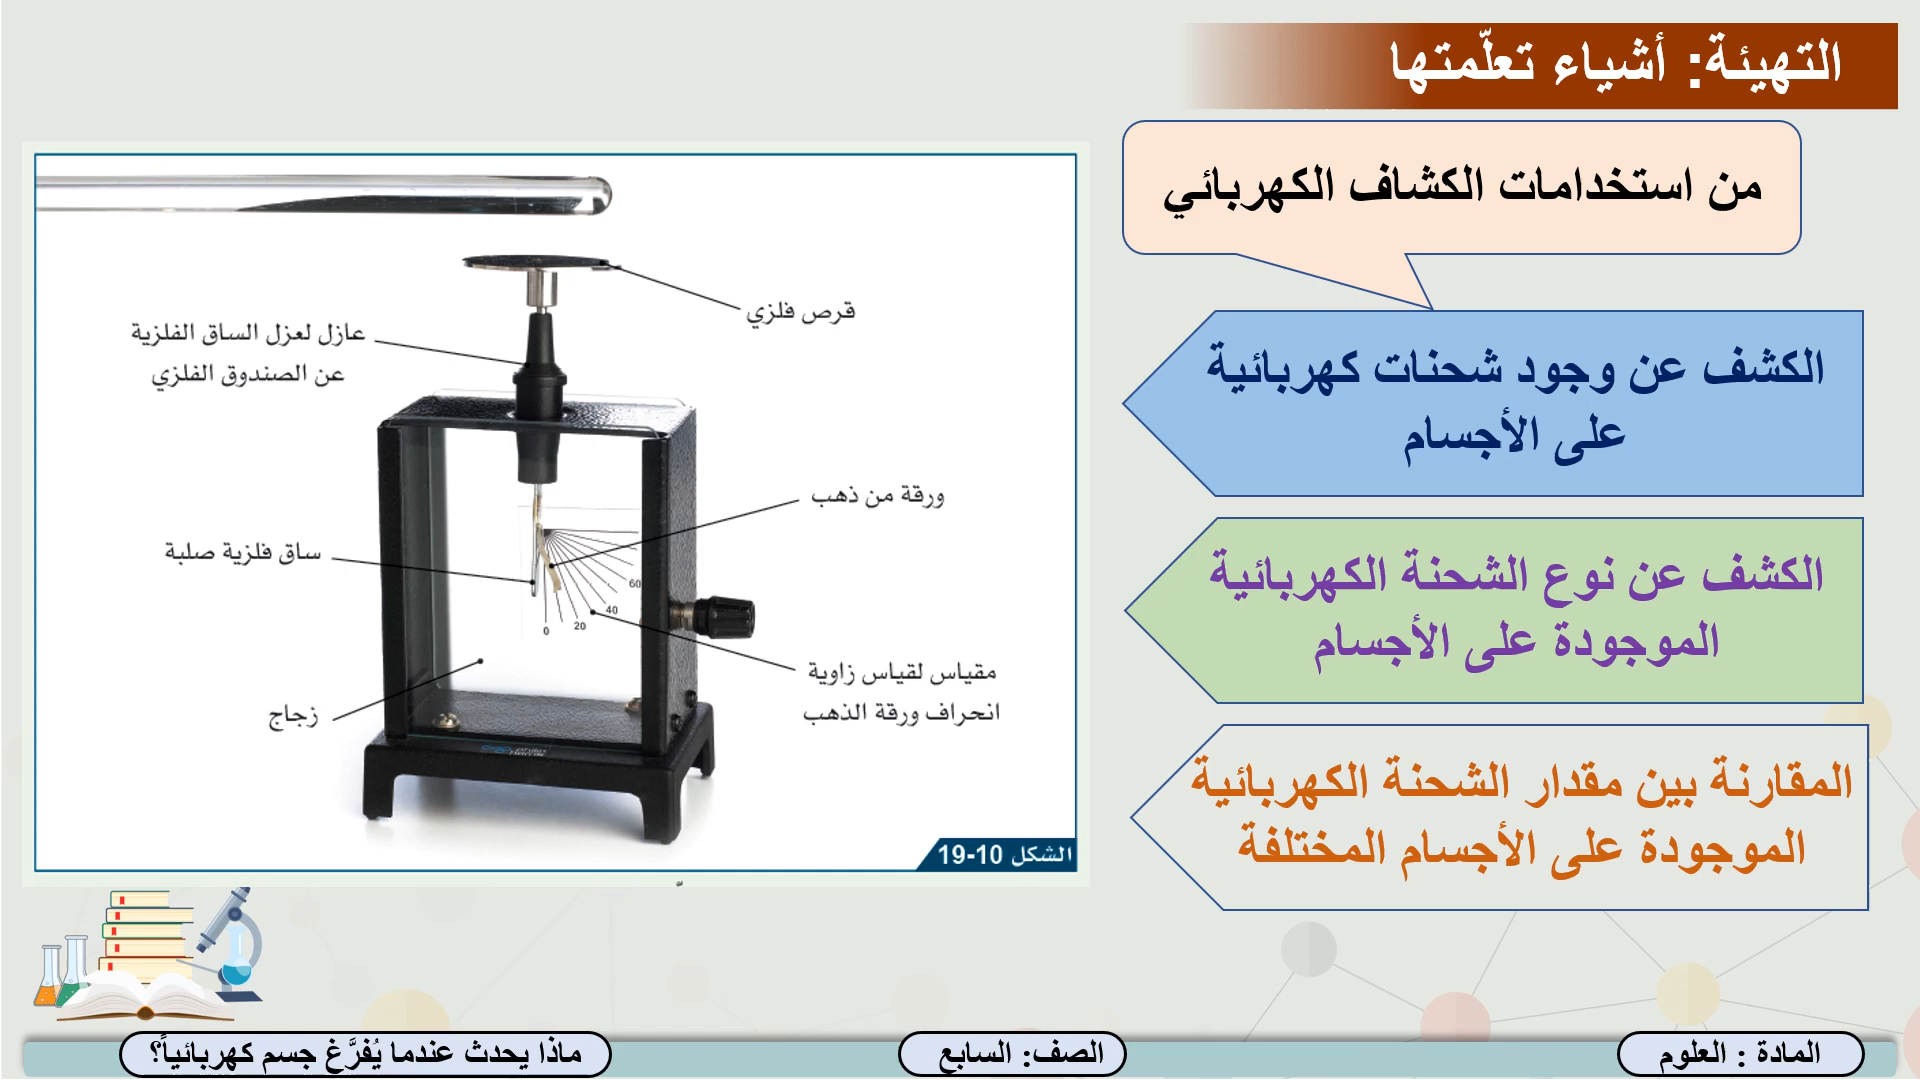 التهيئة: أشياء تعلّمتها
من استخدامات الكشاف الكهربائي
الكشف عن وجود شحنات كهربائية
على الأجسام
الكشف عن نوع الشحنة الكهربائية
الموجودة على الأجسام
المقارنة بين مقدار الشحنة الكهربائية
الموجودة على الأجسام المختلفة
قرص فلزي
عازل لعزل الساق الفلزية
عن الصندوق الفلزي
ورقة من ذهب
ساق فلزية صلبة
60
40
20
0
مقياس لقياس زاوية
انحراف ورقة الذهب
زجاج
الشكل 10-19
المادة : العلوم
الصف: السابع
ماذا يحدث عندما يُفرَّغ جسم كهربائياً؟